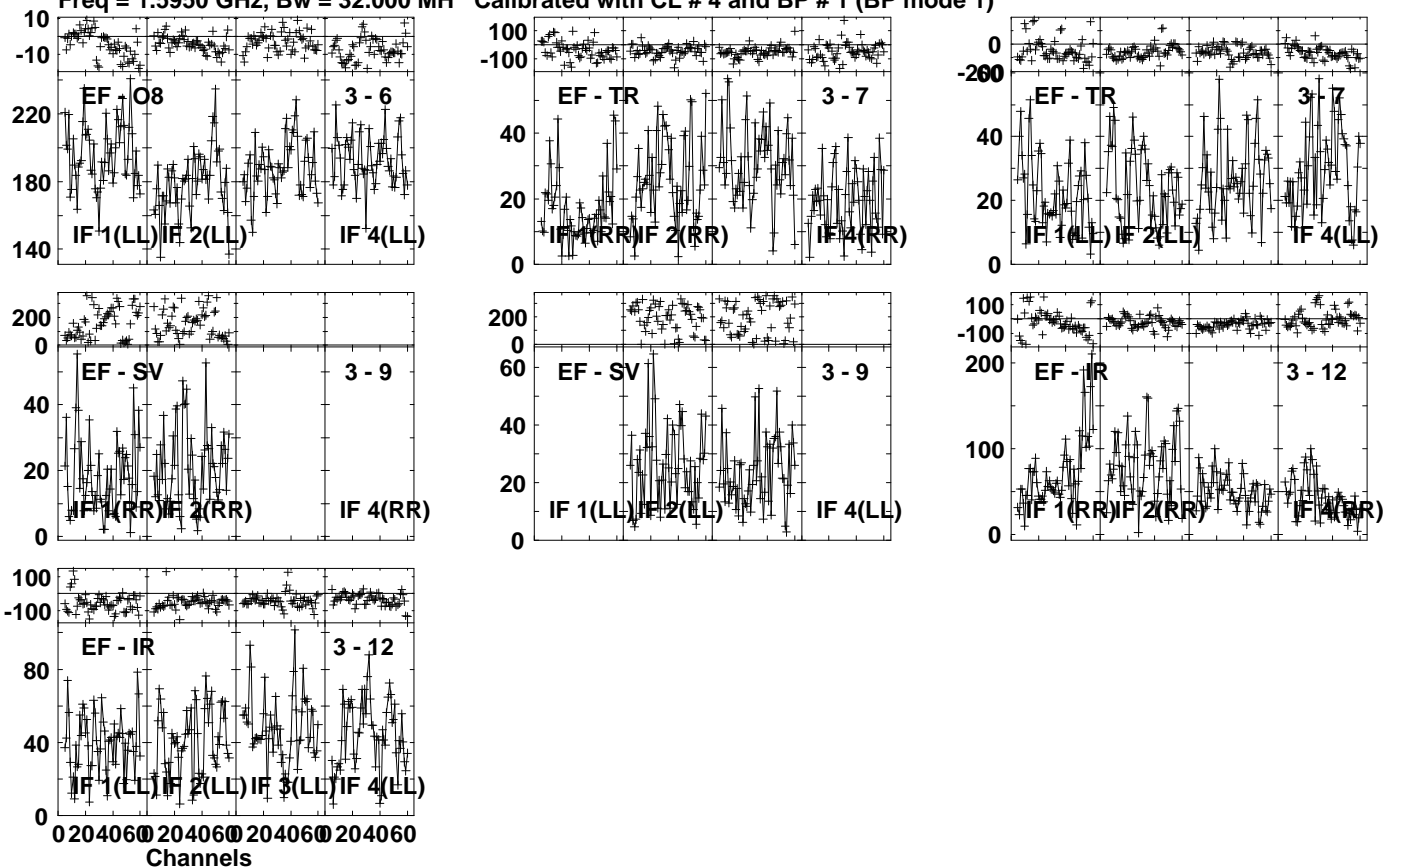 Freq = 1.5950 GHz, Bw = 32.000 MH Calibrated with CL # 4 and BP # 1 (BP mode 1)
10
-10
EF - O8 3 - 6
220
180
140
IF 1(LL) IF 2(LL) IF 4(LL)
100
-100
EF - TR 3 - 7
40
20
0
IF 1(RR) IF 2(RR) IF 4(RR)
0
-200
60
EF - TR 3 - 7
40
20
0
IF 1(LL) IF 2(LL) IF 4(LL)
200
0
EF - SV 3 - 9
40
20
0
IF 1(RR) IF 2(RR) IF 4(RR)
200
0
60
EF - SV 3 - 9
40
20
0
IF 1(LL) IF 2(LL) IF 4(LL)
100
-100
200
EF - IR 3 - 12
100
0
IF 1(RR) IF 2(RR) IF 4(RR)
100
-100
EF - IR 3 - 12
80
40
0
IF 1(LL) IF 2(LL) IF 3(LL) IF 4(LL)
0 20 40 60 0 20 40 60 0 20 40 60 0 20 40 60
Channels